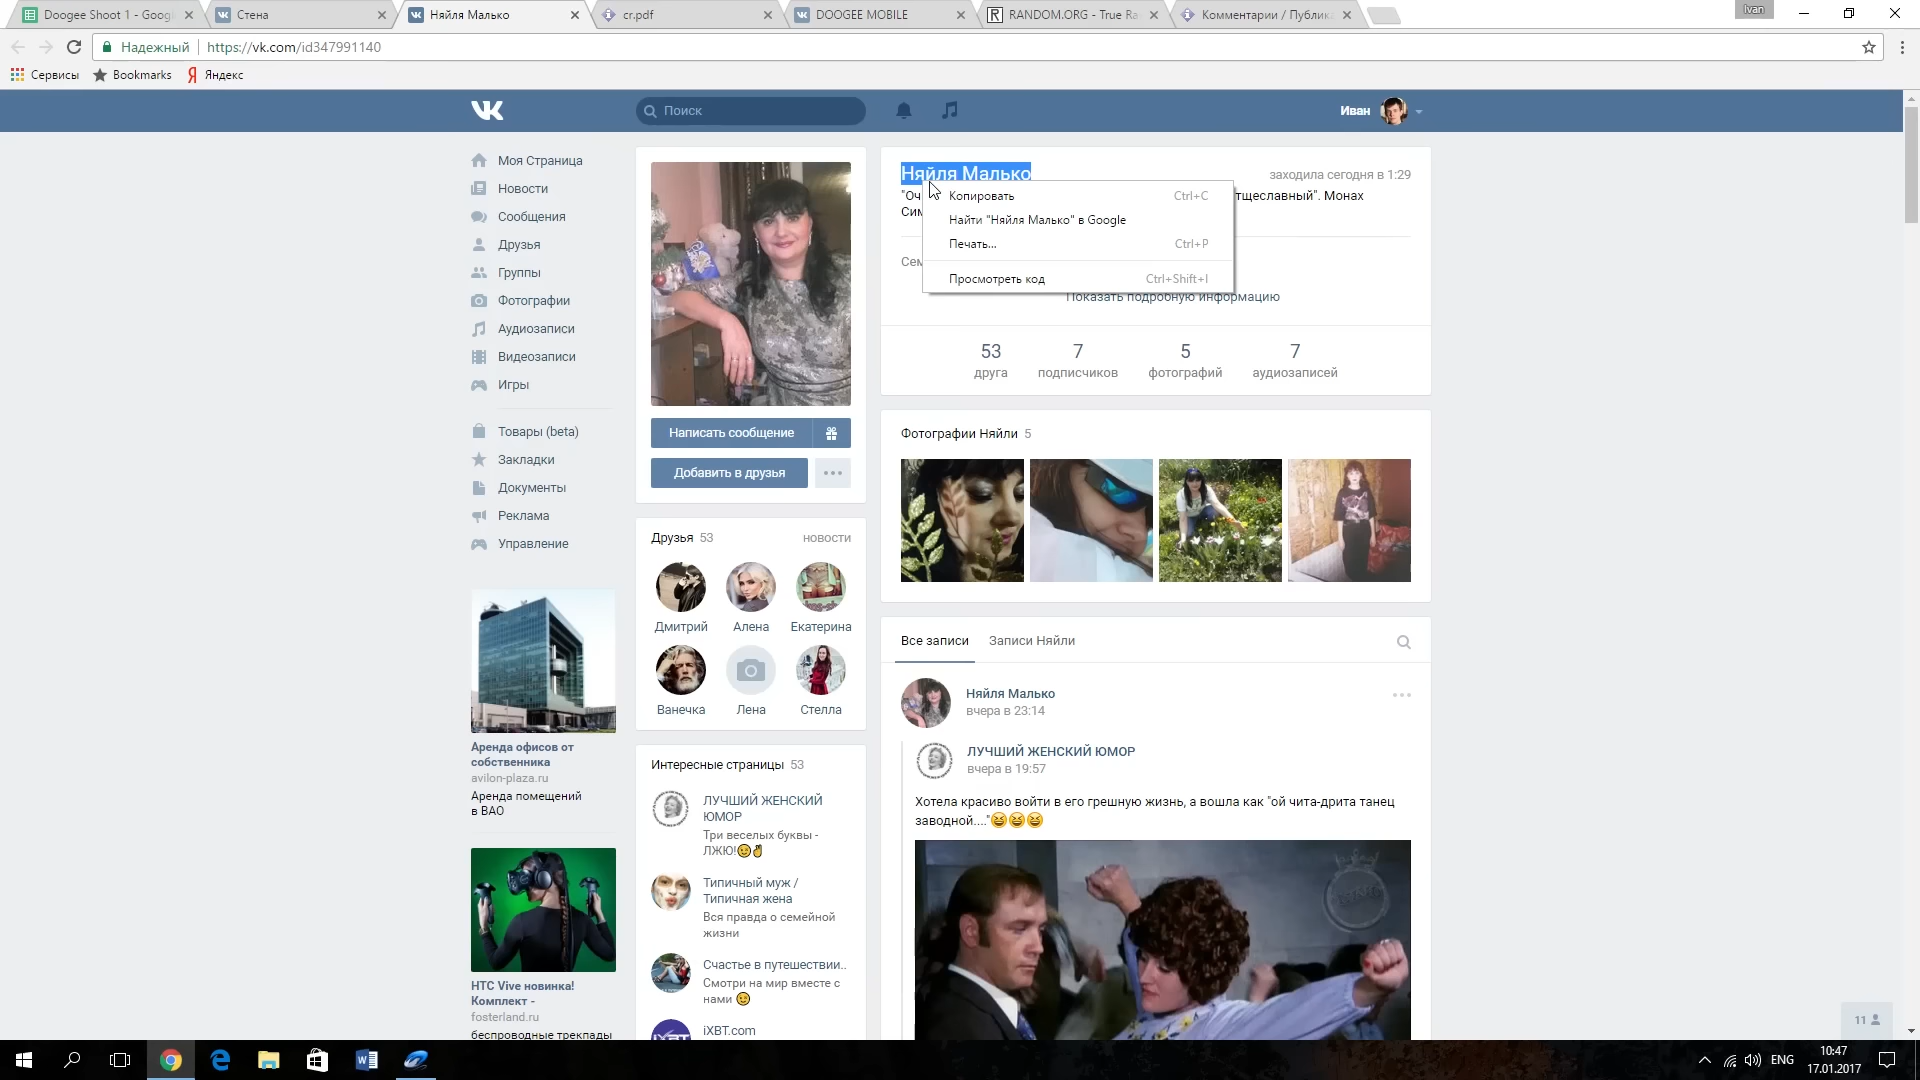 Doogee Shoot 1 - Googl
Стена
Няйля Малько
cr.pdf
DOOGEE MOBILE
RANDOM.ORG - True Ra
Комментарии / Публик
Ivan
Надежный
https://vk.com/id347991140
Сервисы
Bookmarks
Яндекс
Поиск
Иван
Моя Страница
Новости
Сообщения
Друзья
Группы
Фотографии
Аудиозаписи
Видеозаписи
Игры
Товары (beta)
Закладки
Документы
Реклама
Управление
Аренда офисов от
собственника
avilon-plaza.ru
Аренда помещений
в ВАО
HTC Vive новинка!
Комплект -
fosterland.ru
беспроводные трекпады
Написать сообщение
Добавить в друзья
Друзья 53
новости
Дмитрий
Алена
Екатерина
Ванечка
Лена
Стелла
Интересные страницы 53
ЛУЧШИЙ ЖЕНСКИЙ
ЮМОР
Три веселых буквы -
ЛЖЮ!😉✌
Типичный муж /
Типичная жена
Вся правда о семейной
жизни
Счастье в путешествии..
Смотри на мир вместе с
нами 😉
iXBT.com
Няйля Малько
заходила сегодня в 1:29
"Оч
тщеславный". Монах
Сим
Сем
Копировать Ctrl+C
Найти "Няйля Малько" в Google
Печать... Ctrl+P
Просмотреть код Ctrl+Shift+I
Показать подробную информацию
53 7 5 7
друга подписчиков фотографий аудиозаписей
Фотографии Няйли 5
Все записи Записи Няйли
Няйля Малько
вчера в 23:14
ЛУЧШИЙ ЖЕНСКИЙ ЮМОР
вчера в 19:57
Хотела красиво войти в его грешную жизнь, а вошла как "ой чита-дрита танец
заводной...."😆😆😆
11
ENG
10:47
17.01.2017